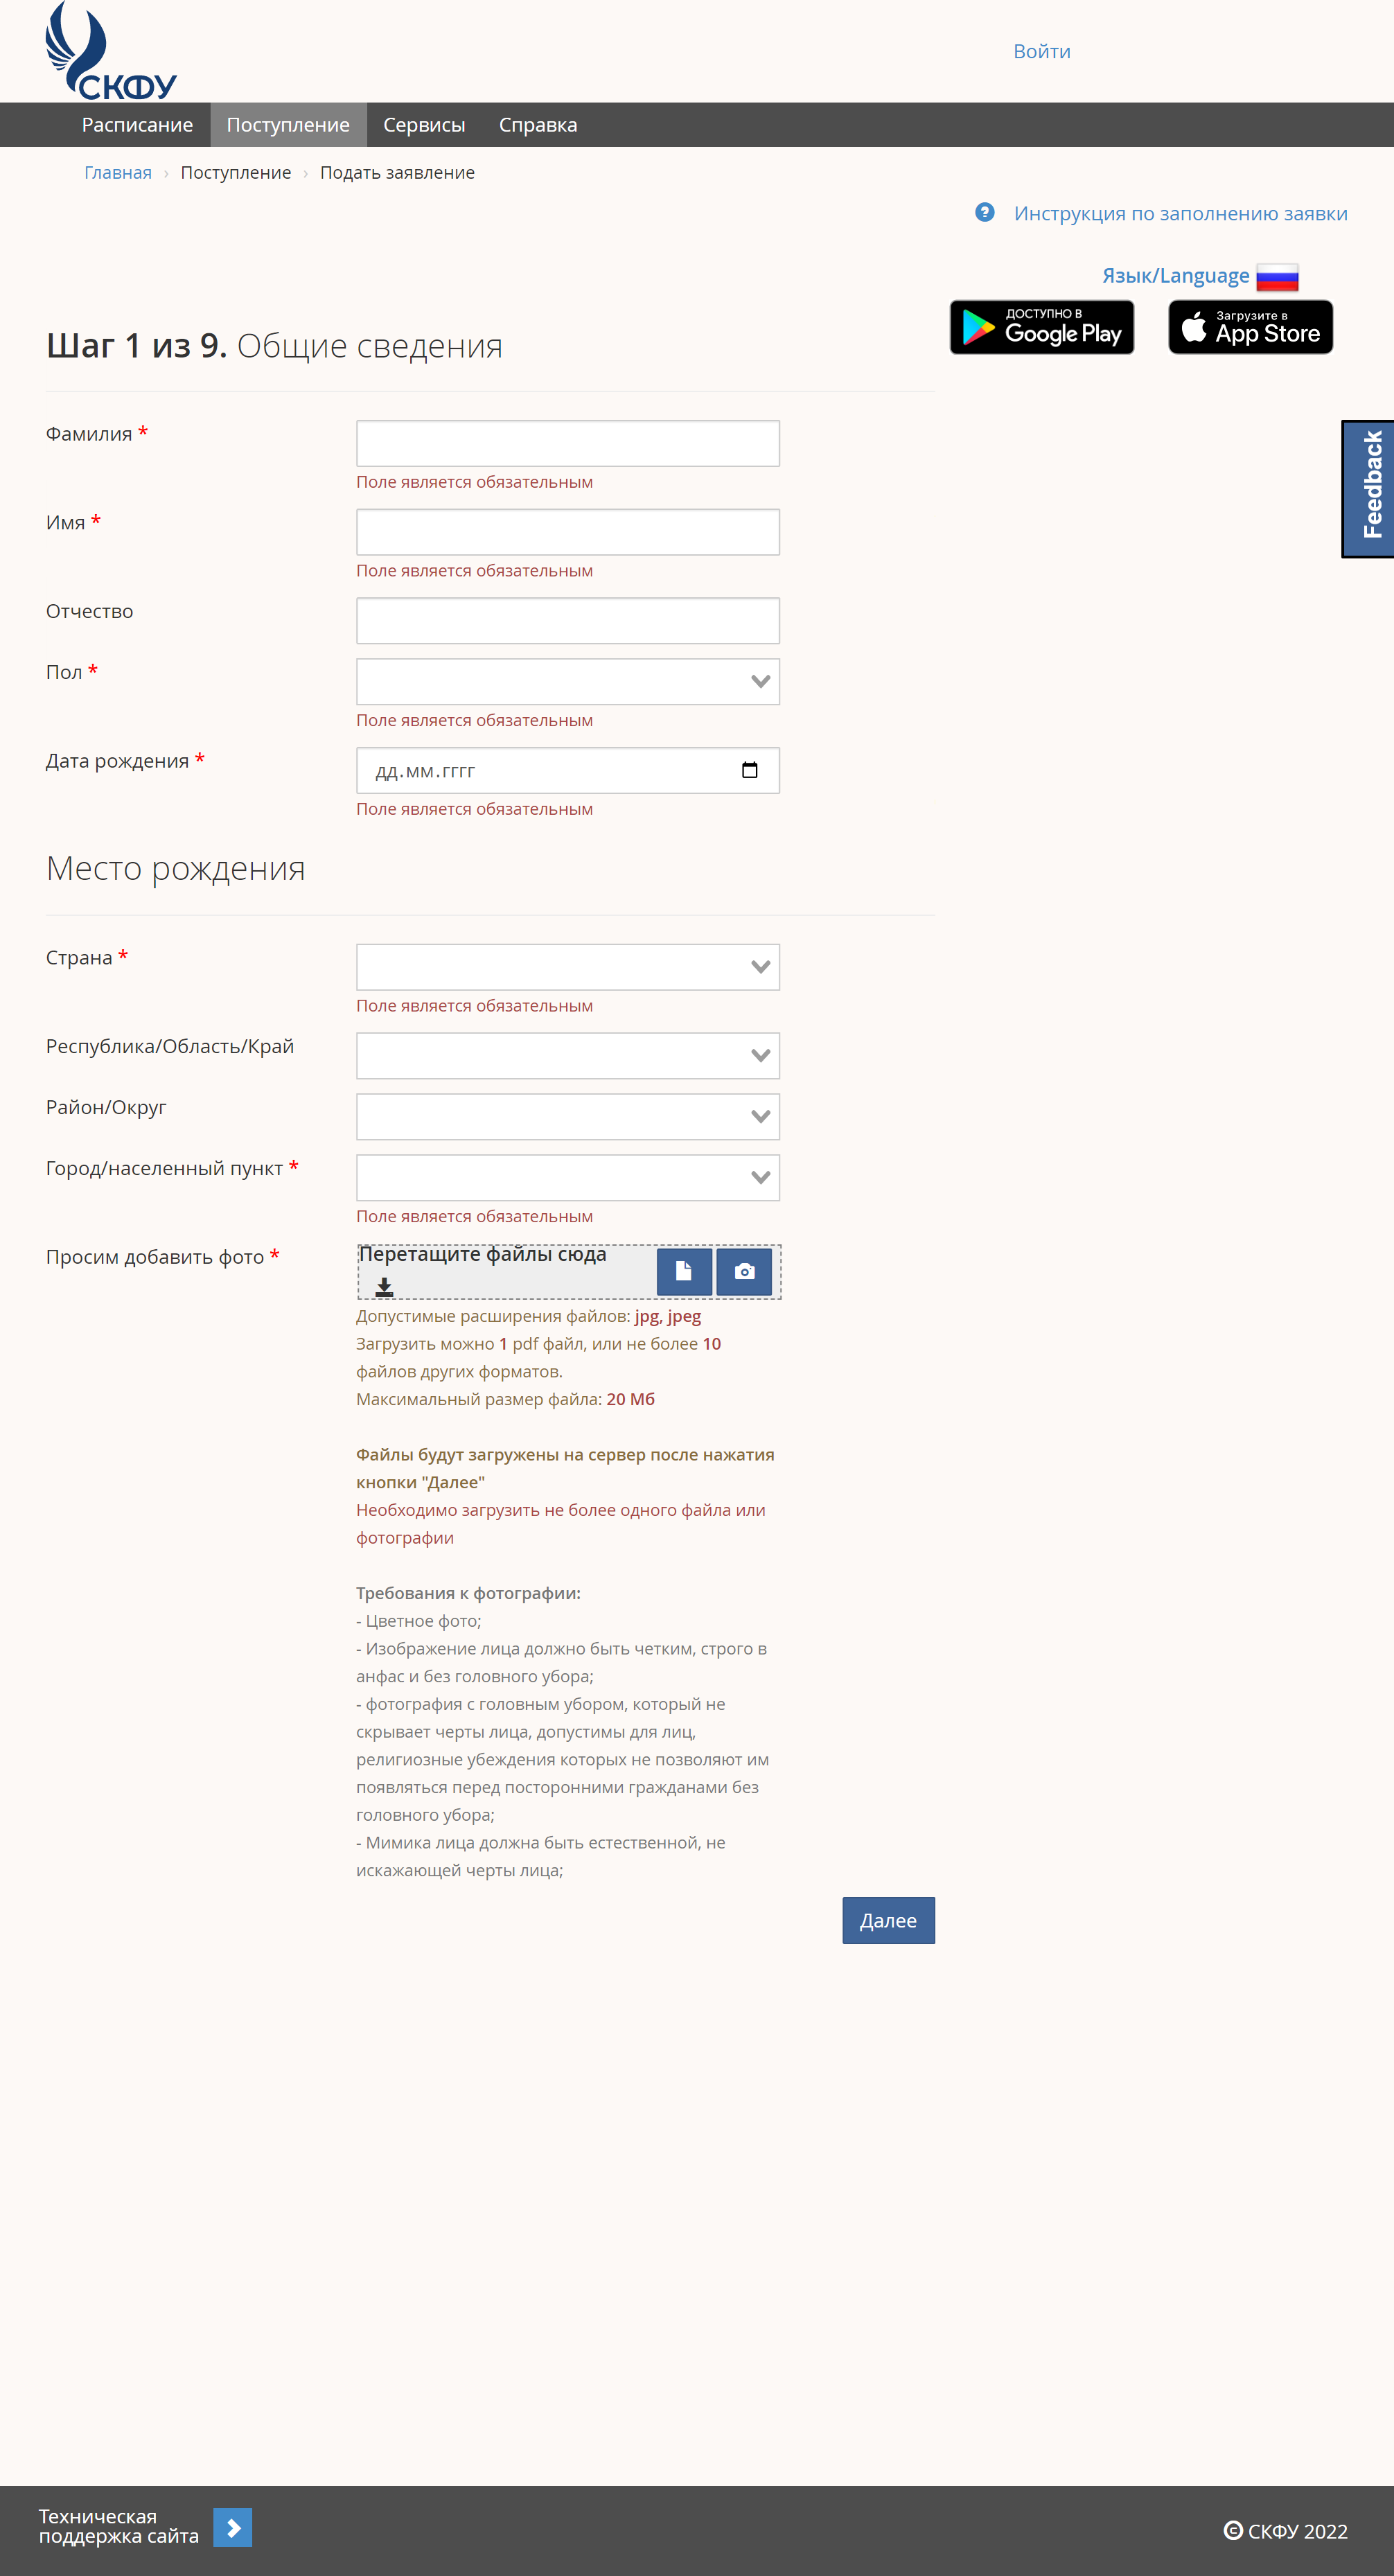 СКФУ
Войти
Расписание Поступление Сервисы Справка
Главная › Поступление › Подать заявление
Инструкция по заполнению заявки
Язык/Language
ДОСТУПНО В
Google Play
Загрузите в
App Store
Шаг 1 из 9. Общие сведения
Feedback
Фамилия *
Поле является обязательным
Имя *
Поле является обязательным
Отчество
Пол *
Поле является обязательным
Дата рождения *
дд.мм.гггг
Поле является обязательным
Место рождения
Страна *
Поле является обязательным
Республика/Область/Край
Район/Округ
Город/населенный пункт *
Поле является обязательным
Просим добавить фото *
Перетащите файлы сюда
Допустимые расширения файлов: jpg, jpeg
Загрузить можно 1 pdf файл, или не более 10
файлов других форматов.
Максимальный размер файла: 20 Мб
Файлы будут загружены на сервер после нажатия
кнопки "Далее"
Необходимо загрузить не более одного файла или
фотографии
Требования к фотографии:
- Цветное фото;
- Изображение лица должно быть четким, строго в
анфас и без головного убора;
- фотография с головным убором, который не
скрывает черты лица, допустимы для лиц,
религиозные убеждения которых не позволяют им
появляться перед посторонними гражданами без
головного убора;
- Мимика лица должна быть естественной, не
искажающей черты лица;
Далее
Техническая
поддержка сайта
© СКФУ 2022